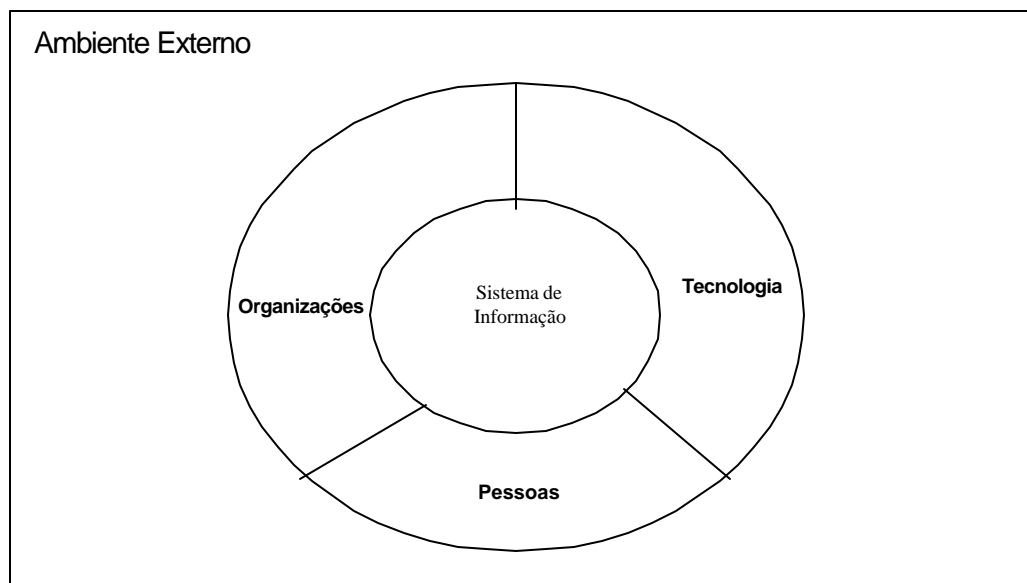 Ambiente Externo
Tecnologia
Sistema de
Informação
Organizações
Pessoas